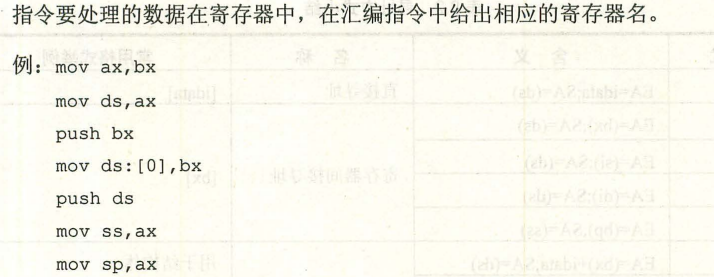 指令要处理的数据在寄存器中，在汇编指令中给出相应的寄存器名。
例：mov ax,bx
mov ds,ax
push bx
mov ds:[0],bx
push ds
mov ss,ax
mov sp,ax